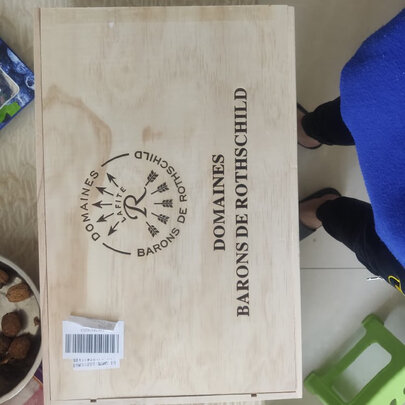 DOMAINES
BARONS DE ROTHSCHILD
DOMAINES
BARONS DE ROTHSCHILD
LAFITE
R